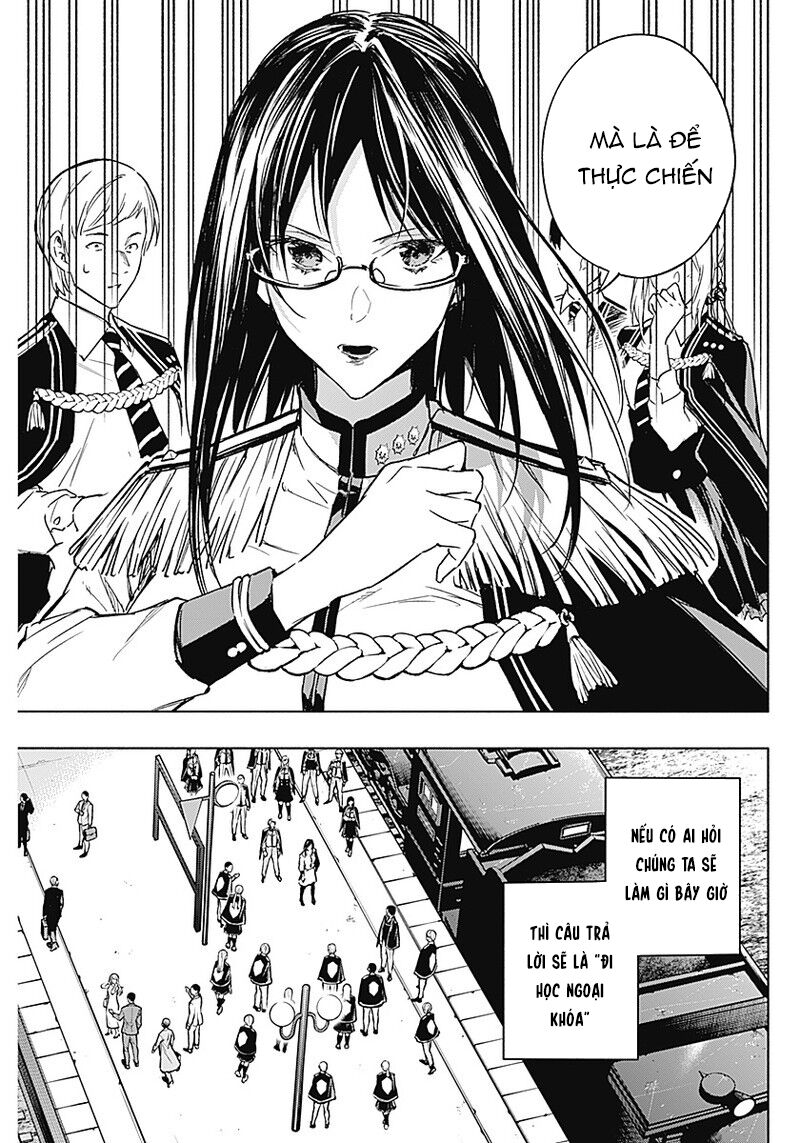 MÀ LÀ ĐỂ
THỰC CHIẾN
NẾU CÓ AI HỎI
CHÚNG TA SẼ
LÀM GÌ BÂY GIỜ
THÌ CÂU TRẢ
LỜI SẼ LÀ "ĐI
HỌC NGOẠI
KHÓA"